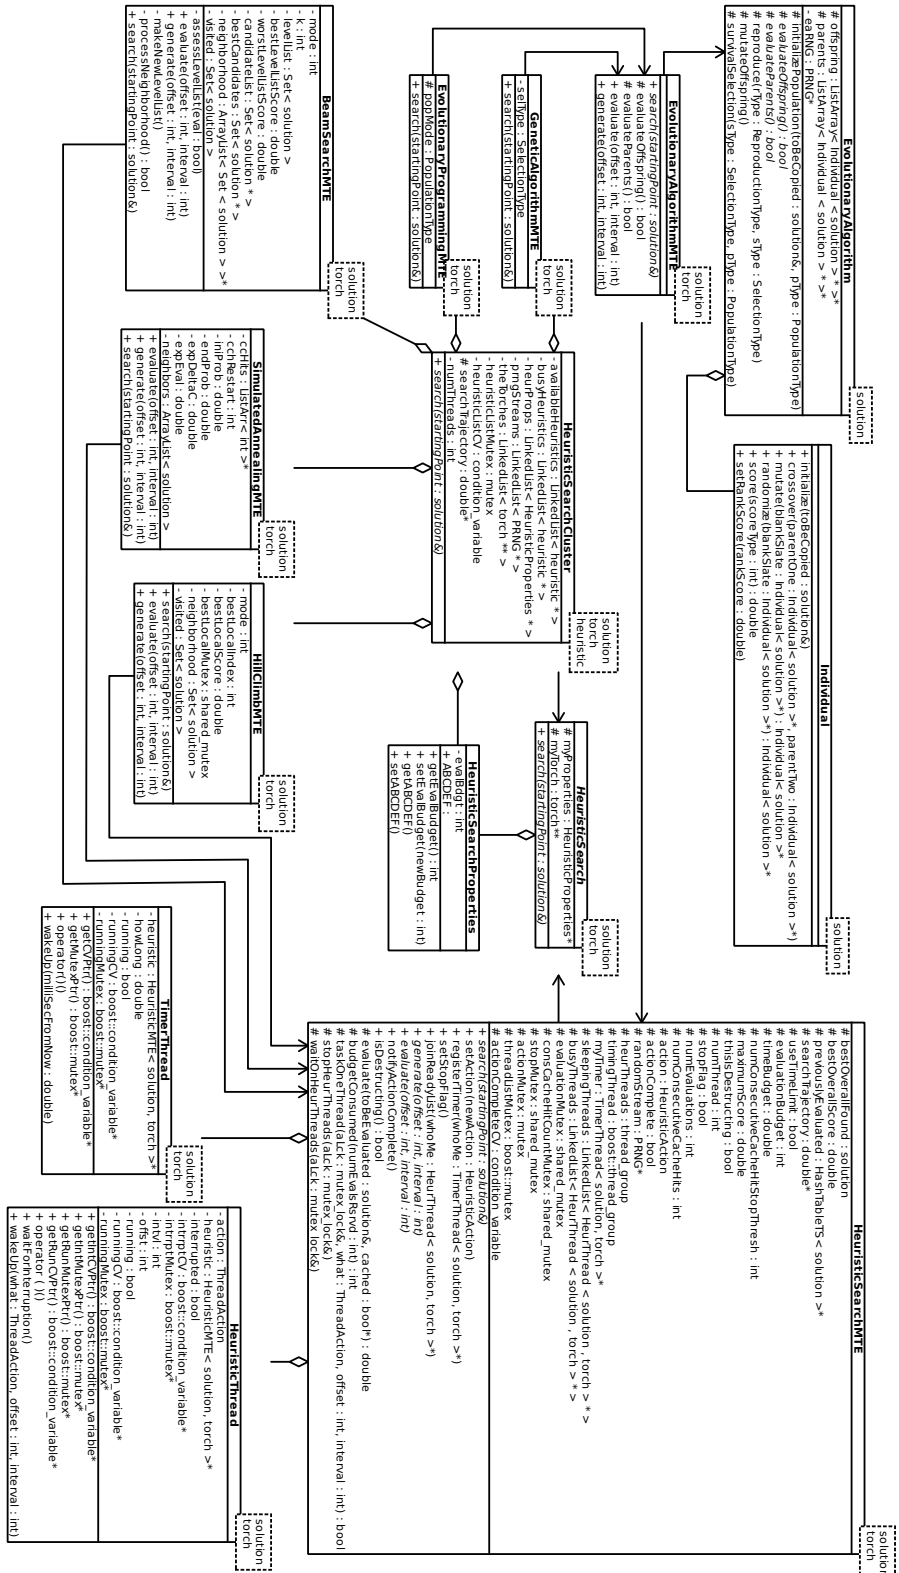 EvolutionaryAlgorithm
# offspring : ListArray< Individual < solution > * >*
# parents : ListArray< Individual < solution > * >*
- eaRNG : PRNG*
# initializePopulation(toBeCopied : solution&, pType : PopulationType)
# evaluateOffspring() : bool
# evaluateParents() : bool
# reproduce(rType : ReproductionType, sType : SelectionType)
# mutateOffspring()
# survivalSelection(sType : SelectionType, pType : PopulationType)
solution
Individual
+ initialize(toBeCopied : solution&)
+ crossover(parentOne : Individual< solution >*, parentTwo : Individual< solution >*)
+ mutate(blankSlate : Individual< solution >*) : Individual< solution >*
+ randomize(blankSlate : Individual< solution >*) : Individual< solution >*
+ score(scoreType : int) : double
+ setRankScore(rankScore : double)
solution
EvolutionaryAlgorithmMTE
+ search(startingPoint : solution&)
# evaluateOffspring() : bool
# evaluateParents() : bool
+ evaluate(offset : int, interval : int)
+ generate(offset : int, interval : int)
solution
torch
GeneticAlgorithmMTE
- selType : SelectionType
+ search(startingPoint : solution&)
solution
torch
EvolutionaryProgrammingMTE
# popMode : PopulationType
+ search(startingPoint : solution&)
solution
torch
BeamSearchMTE
- mode : int
- k : int
- levelList : Set< solution >
- bestLevelListScore : double
- worstLevelListScore : double
- candidateList : Set< solution * >
- bestCandidates : Set< solution * >
- neighborhood : ArrayList< Set < solution > >*
- visited : Set< solution >
- assessLevelList(eval : bool)
+ evaluate(offset : int, interval : int)
+ generate(offset : int, interval : int)
- makeNewLevelList()
- processNeighborhood() : bool
+ search(startingPoint : solution&)
solution
torch
HeuristicSearchCluster
- availableHeuristics : LinkedList< heuristic * >
- busyHeuristics : LinkedList< heuristic * >
- heurProps : LinkedList< HeuristicProperties * >
- prngStreams : LinkedList< PRNG * >
- theTorches : LinkedList< torch ** >
- heuristicListMutex : mutex
- heuristicListCV : condition_variable
# searchTrajectory : double*
- numThreads : int
+ search(startingPoint : solution&)
solution
torch
heuristic
SimulatedAnnealingMTE
- ccHits : ListArr< int >*
- cchRestart : int
- iniProb : double
- endProb : double
- expDeltaC : double
- expEval : double
- neighbors : ArrayList< solution >
+ evaluate(offset : int, interval : int)
+ generate(offset : int, interval : int)
+ search(startingPoint : solution&)
solution
torch
HillClimbMTE
- mode : int
- bestLocalIndex : int
- bestLocalScore : double
- bestLocalMutex : shared_mutex
- neighborhood : Set< solution >
- visited : Set< solution >
+ search(startingPoint : solution&)
+ evaluate(offset : int, interval : int)
+ generate(offset : int, interval : int)
solution
torch
HeuristicSearch
# myProperties : HeuristicProperties*
# myTorch : torch**
+ search(startingPoint : solution&)
solution
torch
HeuristicSearchProperties
- evalBdgt : int
+ ABCDEF :
+ getEvalBudget() : int
+ setEvalBudget(newBudget : int)
+ getABCDEF()
+ setABCDEF()
HeuristicSearchMTE
# bestOverallFound : solution
# bestOverallScore : double
# previouslyEvaluated : HashTableTS < solution >*
# searchTrajectory : double*
# useTimeLimit : bool
# evaluationBudget : int
# timeBudget : double
# numConsecutiveCacheHitStopThresh : int
# maximumScore : double
# thisIsDestructing : bool
# numThreads : int
# stopFlag : bool
# numEvaluations : int
# numConsecutiveCacheHits : int
# action : HeuristicAction
# actionComplete : bool
# randomStream : PRNG*
# heurThreads : thread_group
# timingThread : boost::thread_group
# myTimer : TimerThread< solution, torch >*
# sleepingThreads : LinkedList< HeurThread < solution , torch > * >
# busyThreads : LinkedList< HeurThread < solution , torch > * >
# evaluationMutex : shared_mutex
# consCacheHitCountMutex : shared_mutex
# stopMutex : shared_mutex
# actionMutex : mutex
# threadListMutex : boost::mutex
# actionCompleteCV : condition_variable
+ search(startingPoint : solution&)
+ setAction(newAction : HeuristicAction)
+ registerTimer(whoMe : TimerThread< solution, torch >*)
+ setStopFlag()
+ joinReadyList(whoMe : HeurThread< solution, torch >*)
+ generate(offset : int, interval : int)
+ evaluate(offset : int, interval : int)
+ notifyActionComplete()
+ isDestructing() : bool
# evaluate(toBeEvaluated : solution&, cached : bool*) : double
# budgetConsumed(numEvalsRsrvd : int) : int
# taskOneThread(aLck : mutex_lock&, what : ThreadAction, offset : int, interval : int) : bool
# stopHeurThreads(aLck : mutex_lock&)
# waitOnHeurThreads(aLck : mutex_lock&)
solution
torch
TimerThread
- heuristic : HeuristicMTE< solution, torch >*
- howLong : double
- running : bool
- runningCV : boost::condition_variable*
- runningMutex : boost::mutex*
+ getCVPtr() : boost::condition_variable*
+ getMutexPtr() : boost::mutex*
+ operator()()
+ wakeUp(milliSecFromNow : double)
solution
torch
HeuristicThread
- action : ThreadAction
- heuristic : HeuristicMTE< solution, torch >*
- interrupted : bool
- intrrptCV : boost::condition_variable*
- intrrptMutex : boost::mutex*
- intvl : int
- offst : int
- running : bool
- runningCV : boost::condition_variable*
- runningMutex : boost::mutex*
+ getIntCVPtr() : boost::condition_variable*
+ getIntMutexPtr() : boost::mutex*
+ getRunMutexPtr() : boost::mutex*
+ getRunCVPtr() : boost::condition_variable*
+ operator ( )()
+ waitForInterruption()
+ wakeUp(what : ThreadAction, offset : int, interval : int)
solution
torch